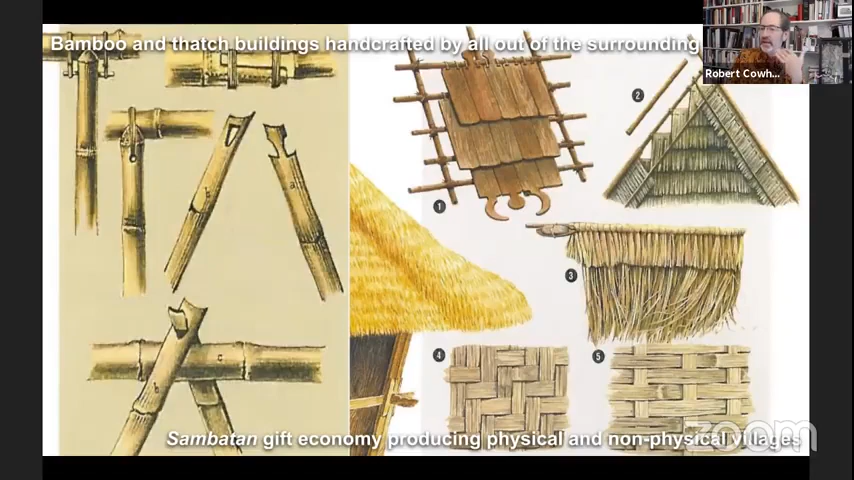 Bamboo and thatch buildings handcrafted by all out of the surrounding
Robert Cowh...
a
b
1
2
3
4
5
b
c
Sambatan gift economy producing physical and non-physical villages
zoom